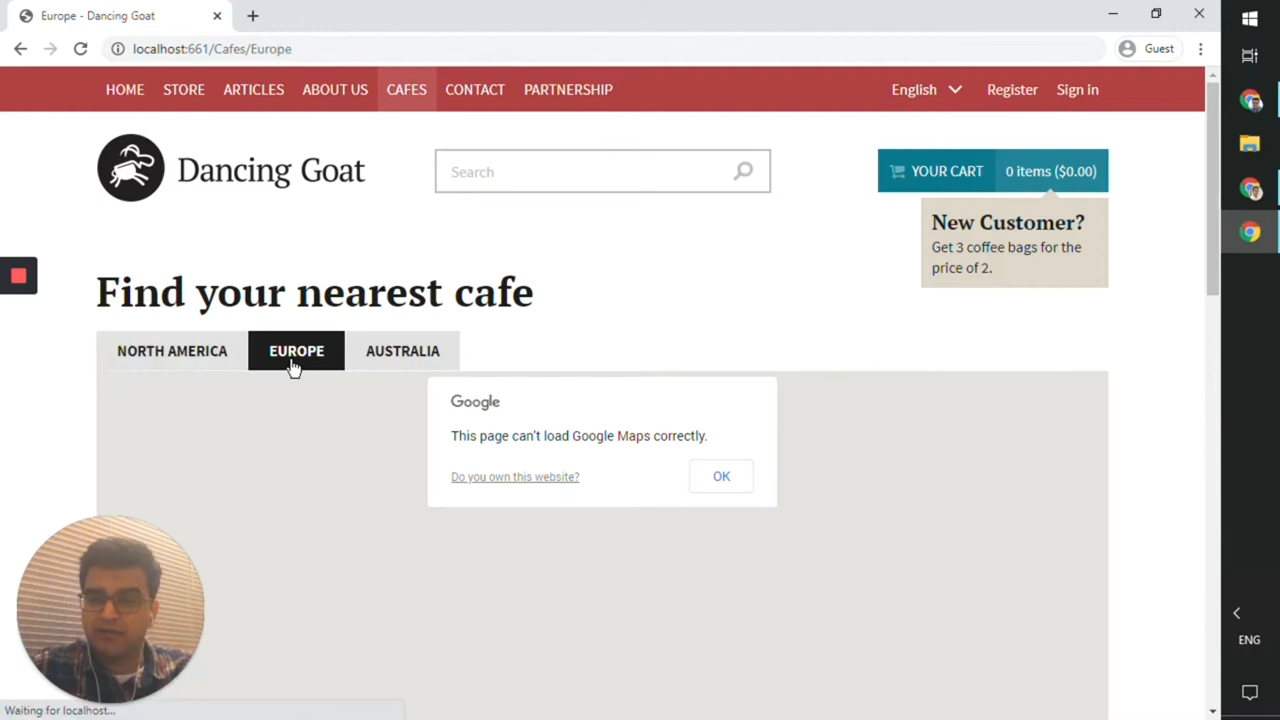 Europe - Dancing Goat
localhost:661/Cafes/Europe
Guest
HOME STORE ARTICLES ABOUT US CAFES CONTACT PARTNERSHIP English Register Sign in
Dancing Goat Search YOUR CART 0 items ($0.00)
New Customer?
Get 3 coffee bags for the
price of 2.
Find your nearest cafe
NORTH AMERICA EUROPE AUSTRALIA
Google
This page can't load Google Maps correctly.
Do you own this website? OK
ENG
Waiting for localhost...